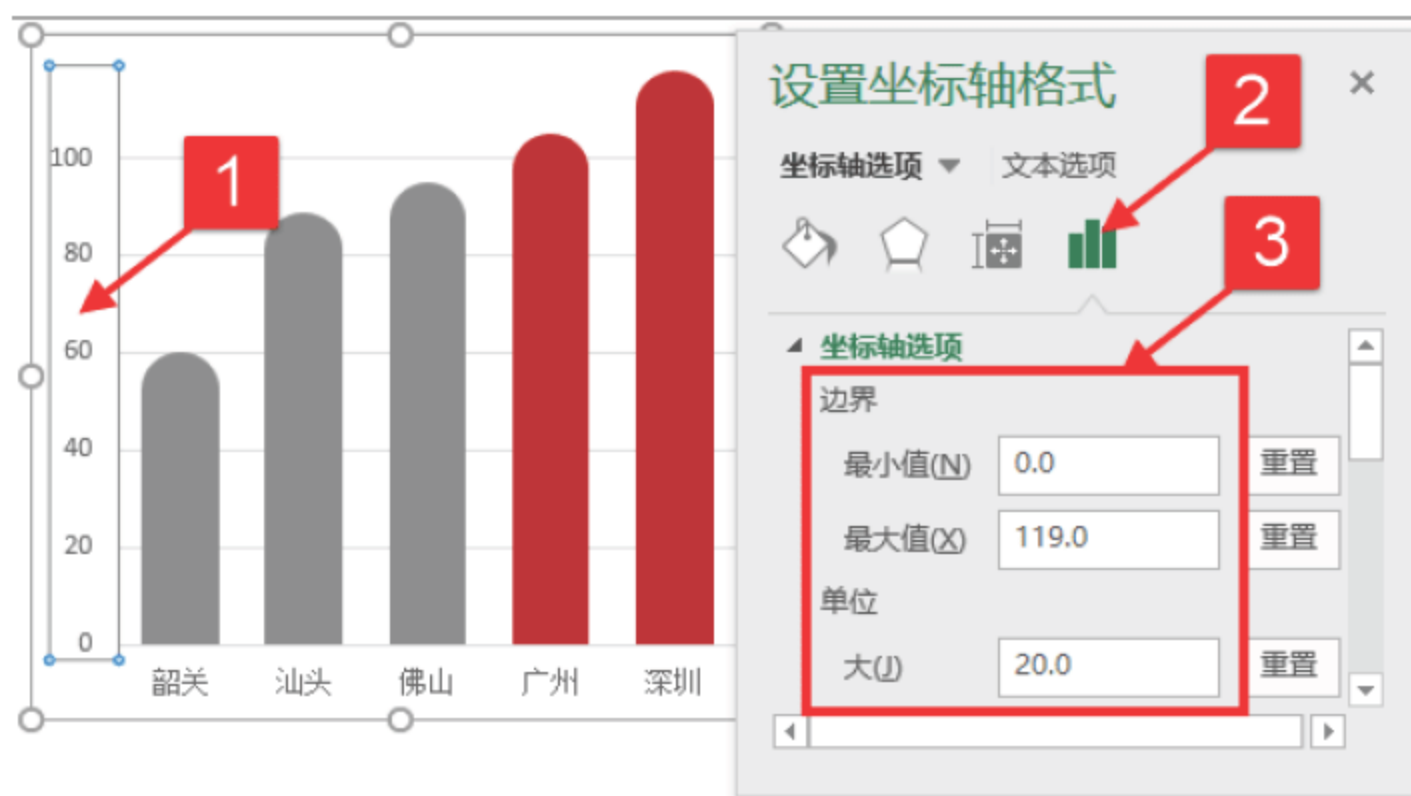 设置坐标轴格式
2
×
坐标轴选项
文本选项
100
1
80
3
60
坐标轴选项
边界
40
最小值(N)
0.0
重置
20
最大值(X)
119.0
重置
单位
0
大(J)
20.0
重置
韶关
汕头
佛山
广州
深圳